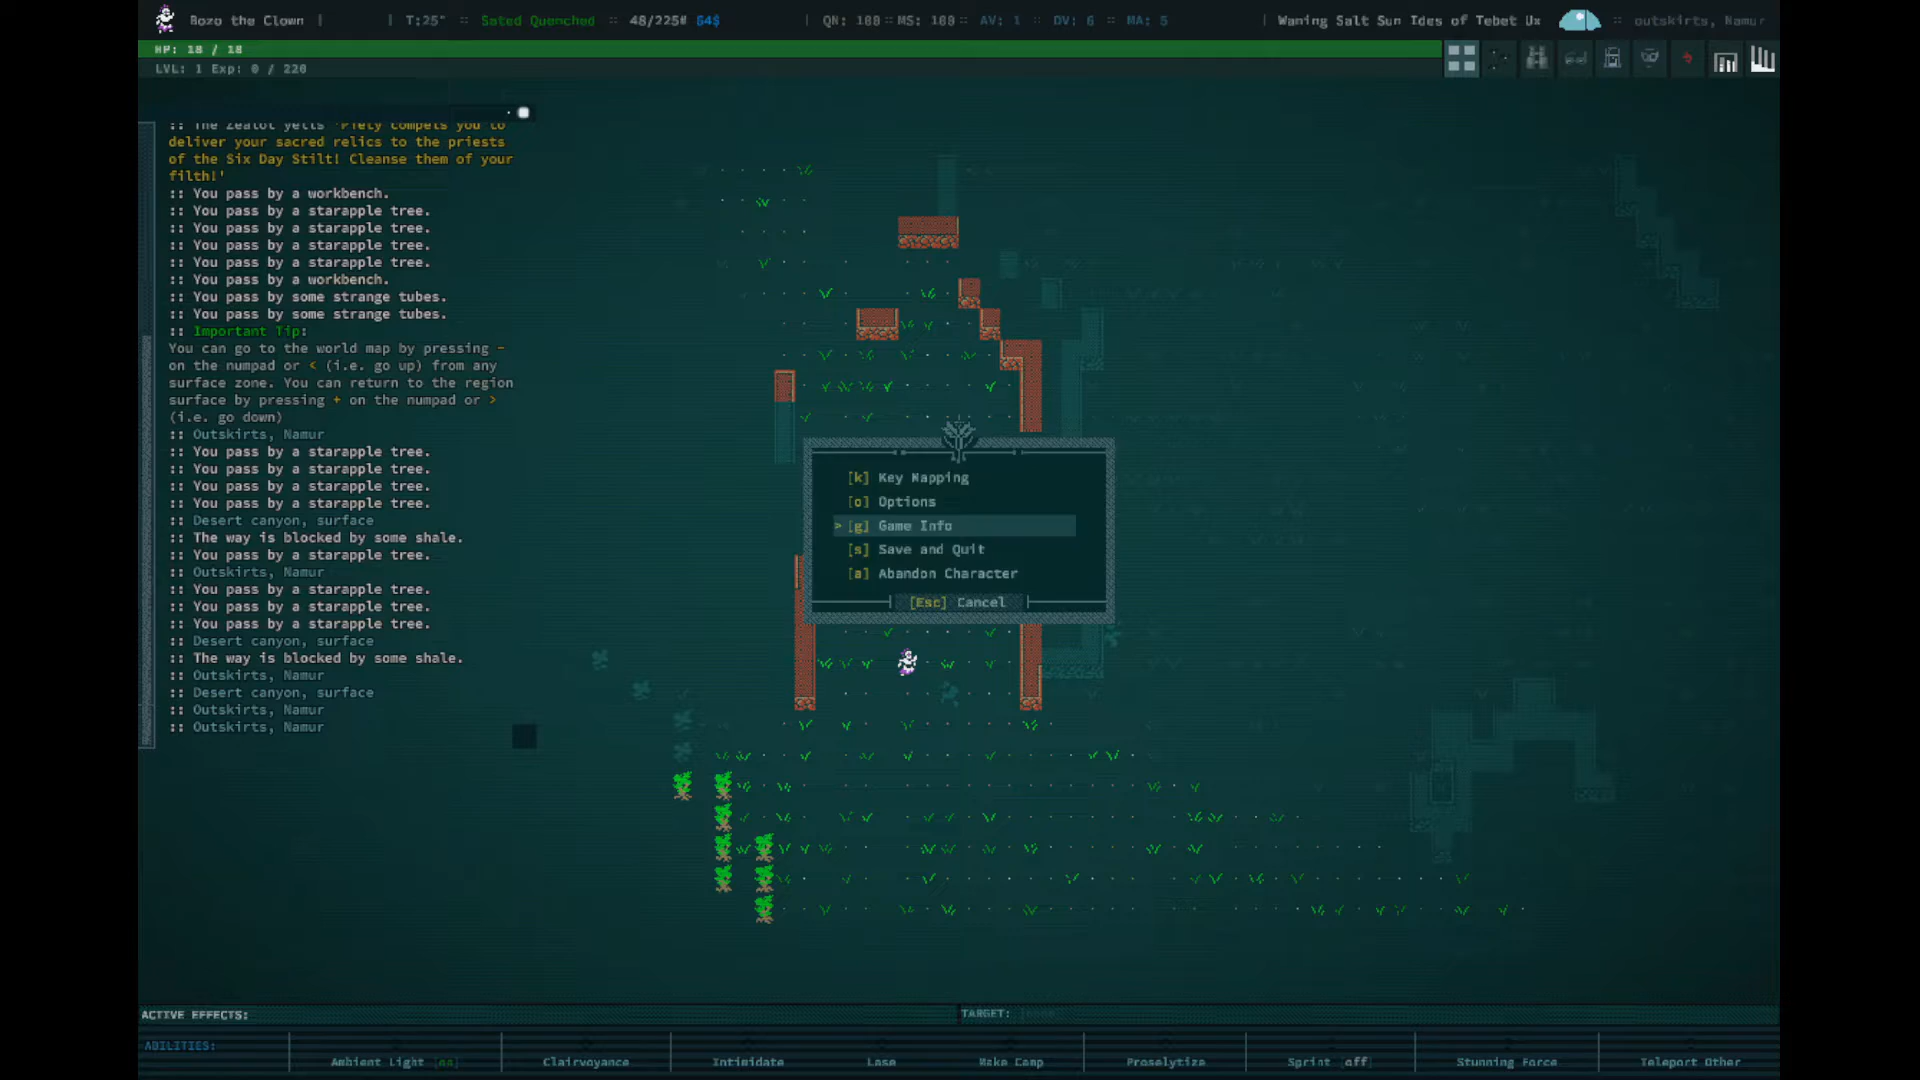 Bozo the Clown | | T:25° :: Sated Quenched :: 48/225# 64$ | QN: 100 :: MS: 100 :: AV: 1 :: DV: 6 :: MA: 5 | Waning Salt Sun Ides of Tebet Ux :: outskirts, Namur
HP: 18 / 18
LVL: 1 Exp: 0 / 220
:: The Zealot yells 'Piety compels you to
deliver your sacred relics to the priests
of the Six Day Stilt! Cleanse them of your
filth!'
:: You pass by a workbench.
:: You pass by a starapple tree.
:: You pass by a starapple tree.
:: You pass by a starapple tree.
:: You pass by a starapple tree.
:: You pass by a workbench.
:: You pass by some strange tubes.
:: You pass by some strange tubes.
:: Important Tip:
You can go to the world map by pressing -
on the numpad or < (i.e. go up) from any
surface zone. You can return to the region
surface by pressing + on the numpad or >
(i.e. go down)
:: Outskirts, Namur
:: You pass by a starapple tree.
:: You pass by a starapple tree.
:: You pass by a starapple tree.
:: You pass by a starapple tree.
:: Desert canyon, surface
:: The way is blocked by some shale.
:: You pass by a starapple tree.
:: Outskirts, Namur
:: You pass by a starapple tree.
:: You pass by a starapple tree.
:: You pass by a starapple tree.
:: Desert canyon, surface
:: The way is blocked by some shale.
:: Outskirts, Namur
:: Desert canyon, surface
:: Outskirts, Namur
:: Outskirts, Namur
[k] Key Mapping
[o] Options
> [g] Game Info
[s] Save and Quit
[a] Abandon Character
[Esc] Cancel
ACTIVE EFFECTS:
TARGET:
ABILITIES:
Ambient Light
Clairvoyance
Intimidate
Lase
Make Camp
Proselytize
Sprint [off]
Stunning Force
Teleport Other